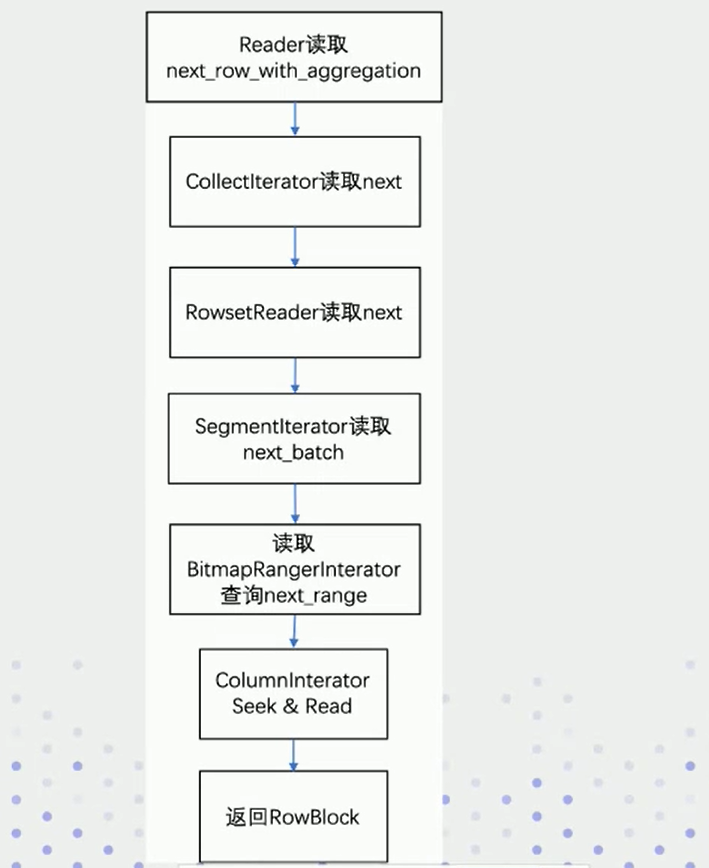 Reader读取
next_row_with_aggregation
CollectIterator读取next
RowsetReader读取next
SegmentIterator读取
next_batch
读取
BitmapRangerInterator
查询next_range
ColumnInterator
Seek & Read
返回RowBlock